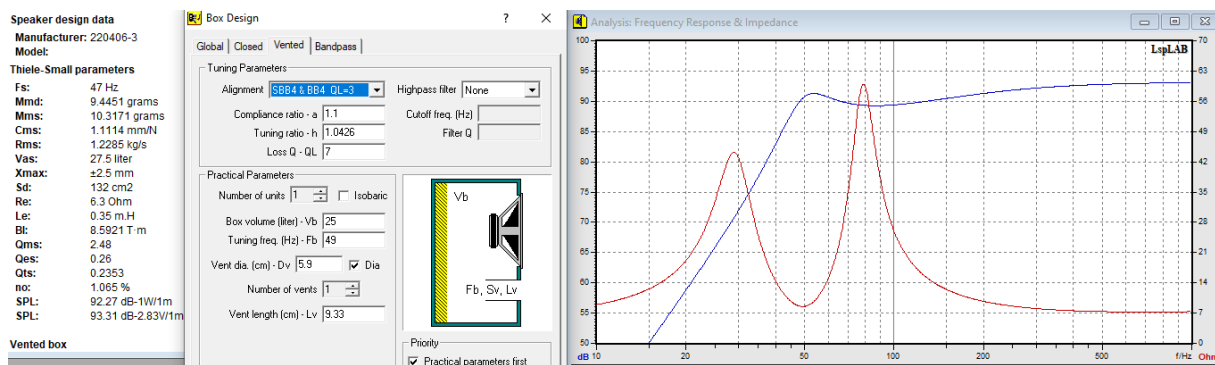 Speaker design data
Manufacturer: 220406-3
Model:
Thiele-Small parameters
Fs: 47 Hz
Mmd: 9.4451 grams
Mms: 10.3171 grams
Cms: 1.1114 mm/N
Rms: 1.2285 kg/s
Vas: 27.5 liter
Xmax: ±2.5 mm
Sd: 132 cm2
Re: 6.3 Ohm
Le: 0.35 m.H
Bl: 8.5921 T·m
Qms: 2.48
Qes: 0.26
Qts: 0.2353
no: 1.065 %
SPL: 92.27 dB-1W/1m
SPL: 93.31 dB-2.83V/1m
Vented box
Box Design ? ×
Global Closed Vented Bandpass
Tuning Parameters
Alignment SBB4 & BB4 QL=3 Highpass filter None
Compliance ratio - a 1.1 Cutoff freq. (Hz)
Tuning ratio - h 1.0426 Filter Q
Loss Q - QL 7
Practical Parameters
Number of units 1 Isobaric
Box volume (liter) - Vb 25
Tuning freq. (Hz) - Fb 49
Vent dia. (cm) - Dv 5.9 Dia
Number of vents 1
Vent length (cm) - Lv 9.33
Vb
Fb, Sv, Lv
Priority
Practical parameters first
Analysis: Frequency Response & Impedance
LspLAB
100
95
90
85
80
75
70
65
60
55
50
70
63
56
49
42
35
28
21
14
7
0
dB 10 20 50 100 200 500 f/Hz Ohm